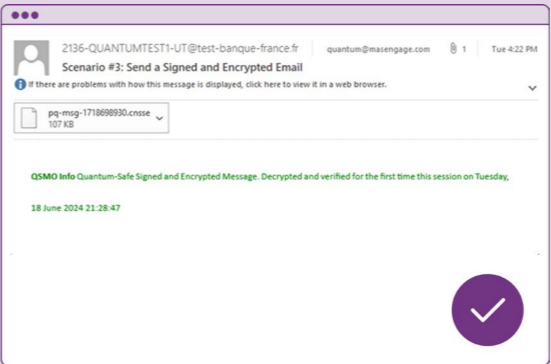 2136-QUANTUMTEST1-UT@test-banque-france.fr quantum@masengage.com 1 Tue 4:22 PM
Scenario #3: Send a Signed and Encrypted Email
If there are problems with how this message is displayed, click here to view it in a web browser.
pq-msg-1718698930.cnsse
107 KB
QSMO Info Quantum-Safe Signed and Encrypted Message. Decrypted and verified for the first time this session on Tuesday,
18 June 2024 21:28:47